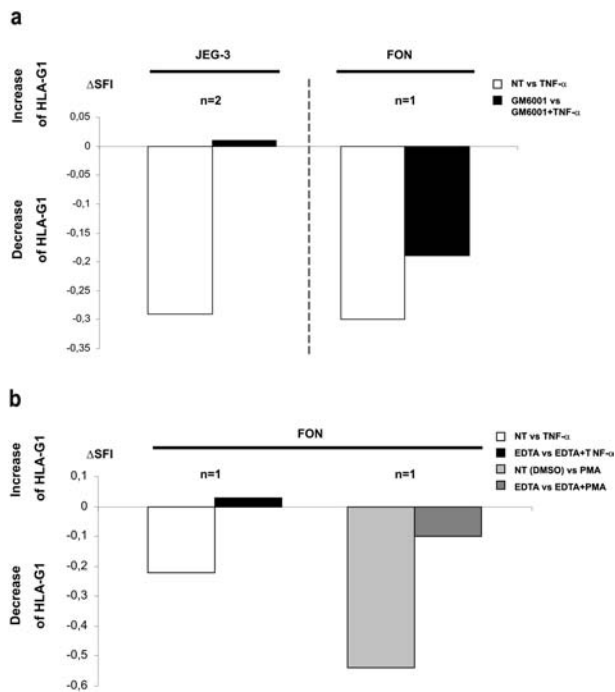 a
JEG-3
FON
Increase
of HLA-G1
ΔSFI
n=2
n=1
NT vs TNF-α
GM6001 vs
GM6001+TNF-α
0,05
0
-0,05
-0,1
-0,15
-0,2
-0,25
-0,3
-0,35
Decrease
of HLA-G1
b
FON
Increase
of HLA-G1
ΔSFI
n=1
n=1
NT vs TNF-α
EDTA vs EDTA+TNF-α
NT (DMSO) vs PMA
EDTA vs EDTA+PMA
0,1
0
-0,1
-0,2
-0,3
-0,4
-0,5
-0,6
Decrease
of HLA-G1